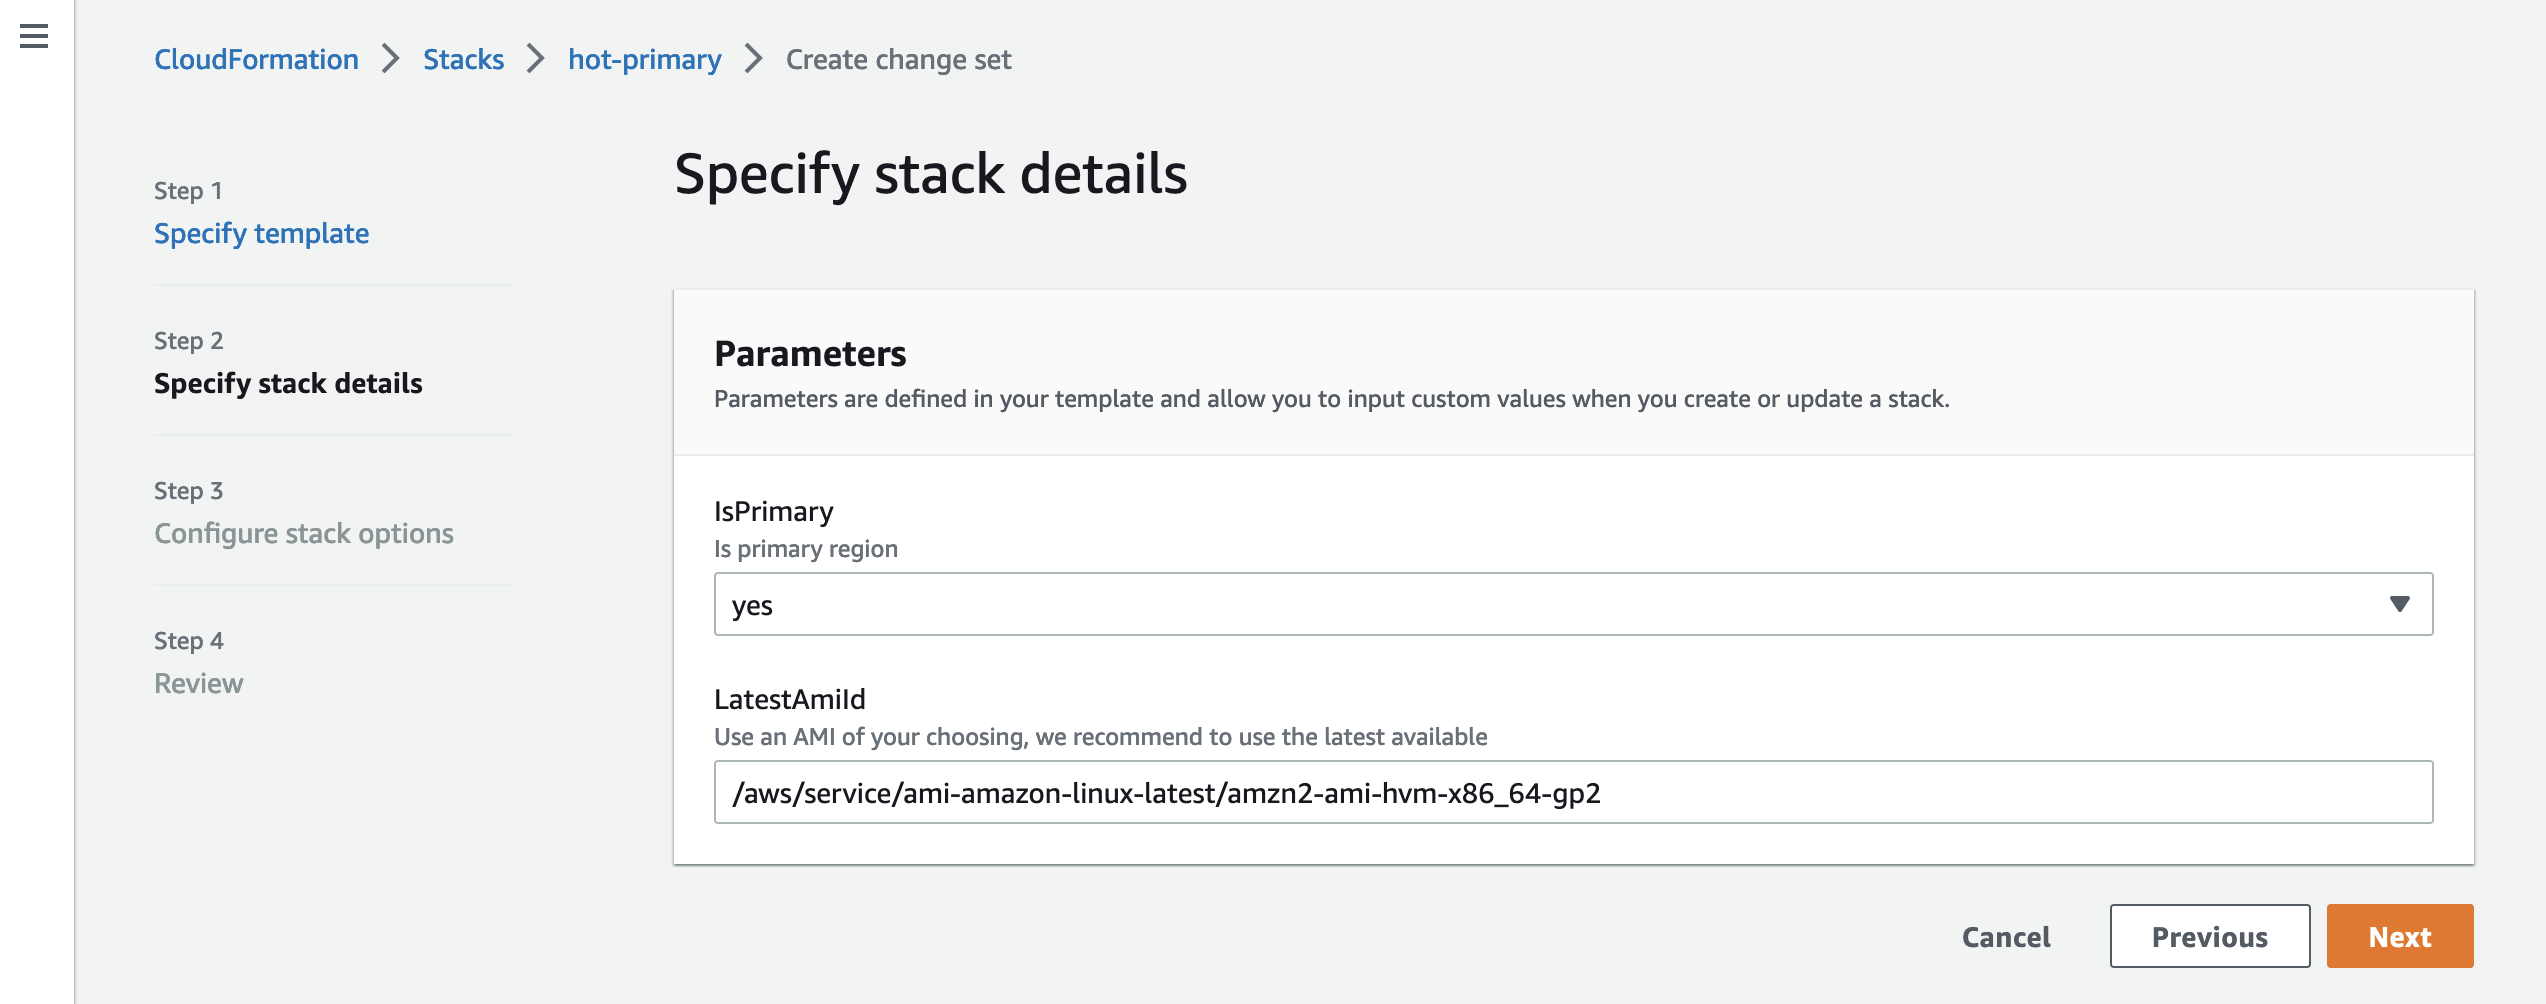 CloudFormation > Stacks > hot-primary > Create change set
Step 1
Specify template
Step 2
Specify stack details
Step 3
Configure stack options
Step 4
Review
Specify stack details
Parameters
Parameters are defined in your template and allow you to input custom values when you create or update a stack.
IsPrimary
Is primary region
yes
LatestAmiId
Use an AMI of your choosing, we recommend to use the latest available
/aws/service/ami-amazon-linux-latest/amzn2-ami-hvm-x86_64-gp2
Cancel Previous Next